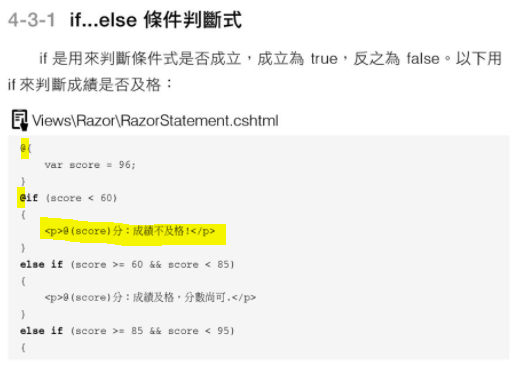 4-3-1 if...else 條件判斷式
if 是用來判斷條件式是否成立，成立為 true，反之為 false。以下用
if 來判斷成績是否及格：
Views\Razor\RazorStatement.cshtml
@{
var score = 96;
}
@if (score < 60)
{
<p>@(score)分：成績不及格!</p>
}
else if (score >= 60 && score < 85)
{
<p>@(score)分：成績及格，分數尚可.</p>
}
else if (score >= 85 && score < 95)
{